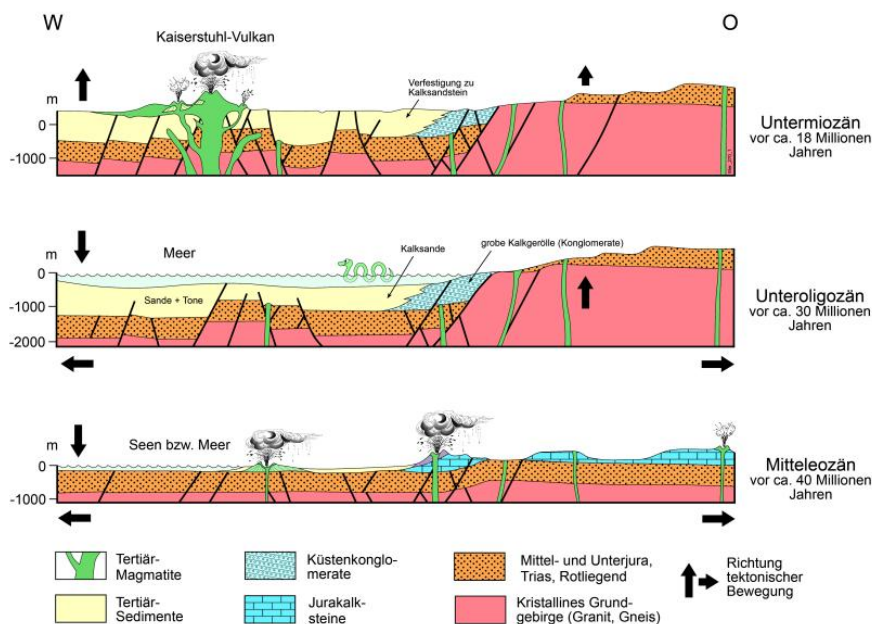 W
O
Kaiserstuhl-Vulkan
m
0
-1000
Verfestigung zu
Kalksandstein
Untermiozän
vor ca. 18 Millionen
Jahren
Meer
m
0
-1000
-2000
Sande + Tone
Kalksande
grobe Kalkgerölle (Konglomerate)
Unteroligozän
vor ca. 30 Millionen
Jahren
Seen bzw. Meer
m
0
-1000
Mitteleozän
vor ca. 40 Millionen
Jahren
Tertiär-
Magmatite
Küstenkonglo-
merate
Mittel- und Unterjura,
Trias, Rotliegend
Richtung
tektonischer
Bewegung
Tertiär-
Sedimente
Jurakalk-
steine
Kristallines Grund-
gebirge (Granit, Gneis)